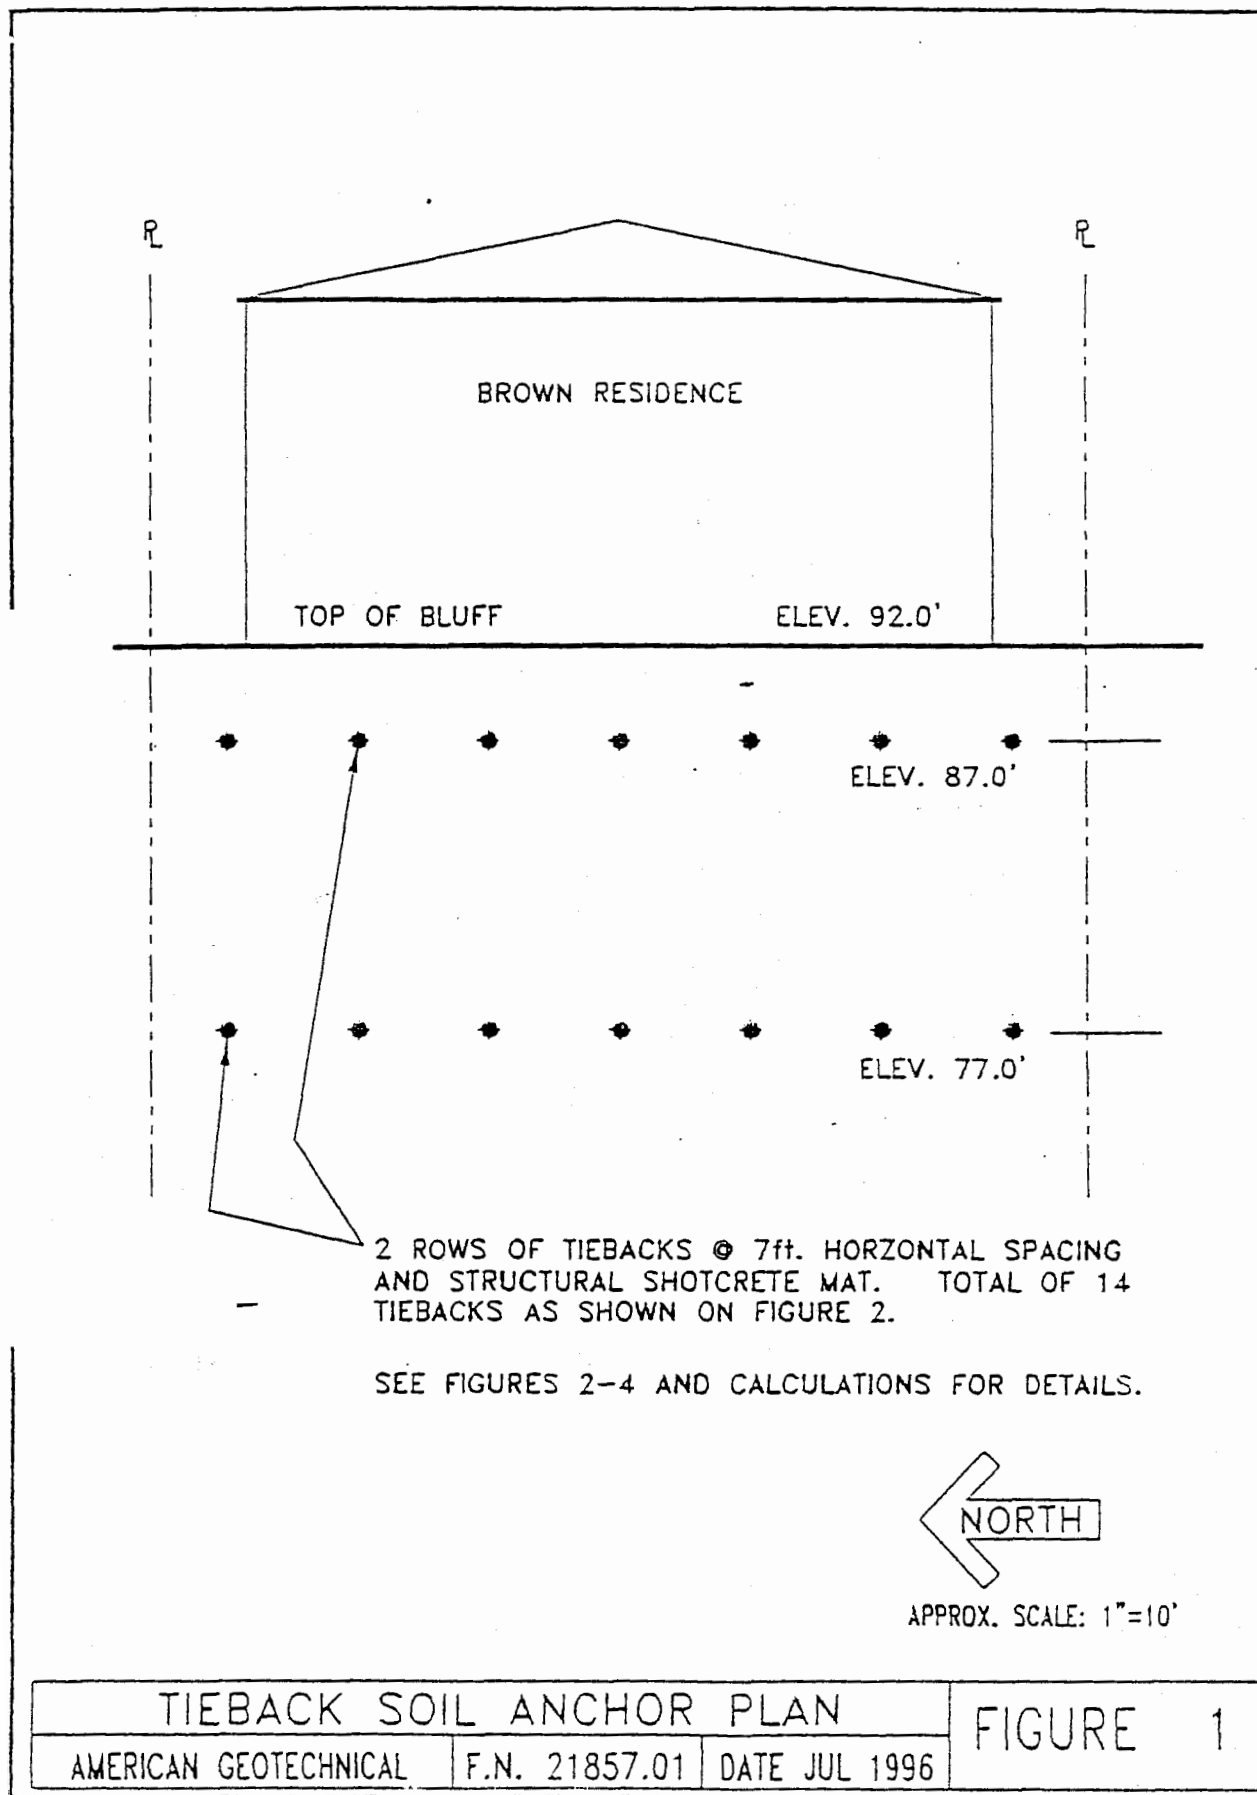 PL
PL
BROWN RESIDENCE
TOP OF BLUFF
ELEV. 92.0'
ELEV. 87.0'
ELEV. 77.0'
2 ROWS OF TIEBACKS @ 7ft. HORZONTAL SPACING
AND STRUCTURAL SHOTCRETE MAT. TOTAL OF 14
TIEBACKS AS SHOWN ON FIGURE 2.
SEE FIGURES 2-4 AND CALCULATIONS FOR DETAILS.
NORTH
APPROX. SCALE: 1"=10'
TIEBACK SOIL ANCHOR PLAN
FIGURE 1
AMERICAN GEOTECHNICAL
F.N. 21857.01
DATE JUL 1996